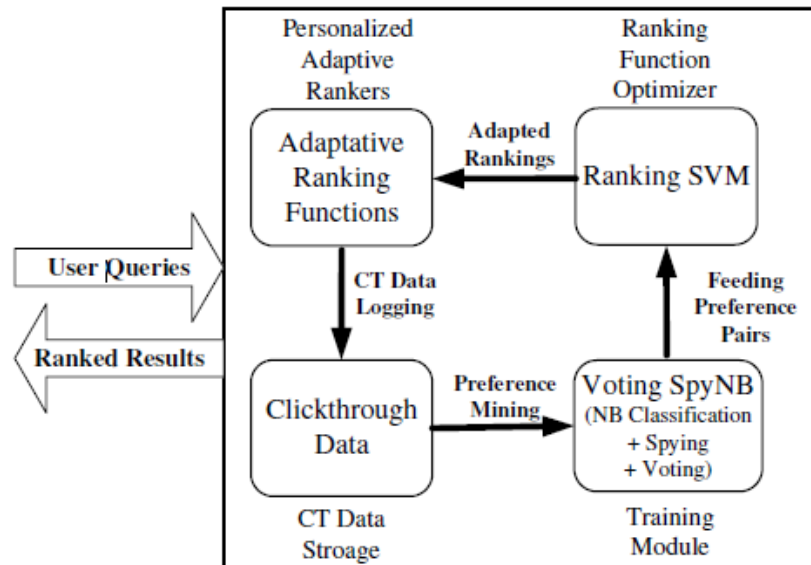 Personalized
Adaptive
Rankers
Ranking
Function
Optimizer
Adaptative
Ranking
Functions
Adapted
Rankings
Ranking SVM
User Queries
Ranked Results
CT Data
Logging
Feeding
Preference
Pairs
Clickthrough
Data
Preference
Mining
Voting SpyNB
(NB Classification
+ Spying
+ Voting)
CT Data
Stroage
Training
Module